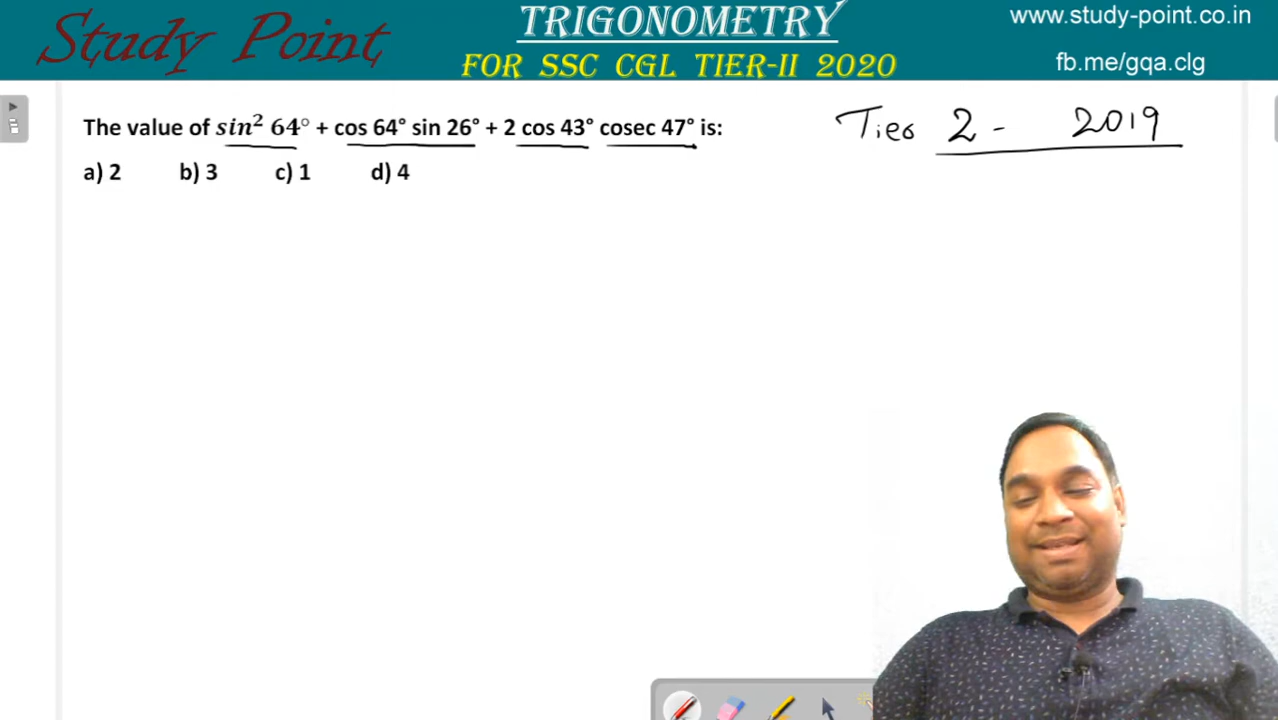 Study Point
TRIGONOMETRY
FOR SSC CGL TIER-II 2020
www.study-point.co.in
fb.me/gqa.clg
The value of sin² 64° + cos 64° sin 26° + 2 cos 43° cosec 47° is:
a) 2 b) 3 c) 1 d) 4
Tier 2 - 2019